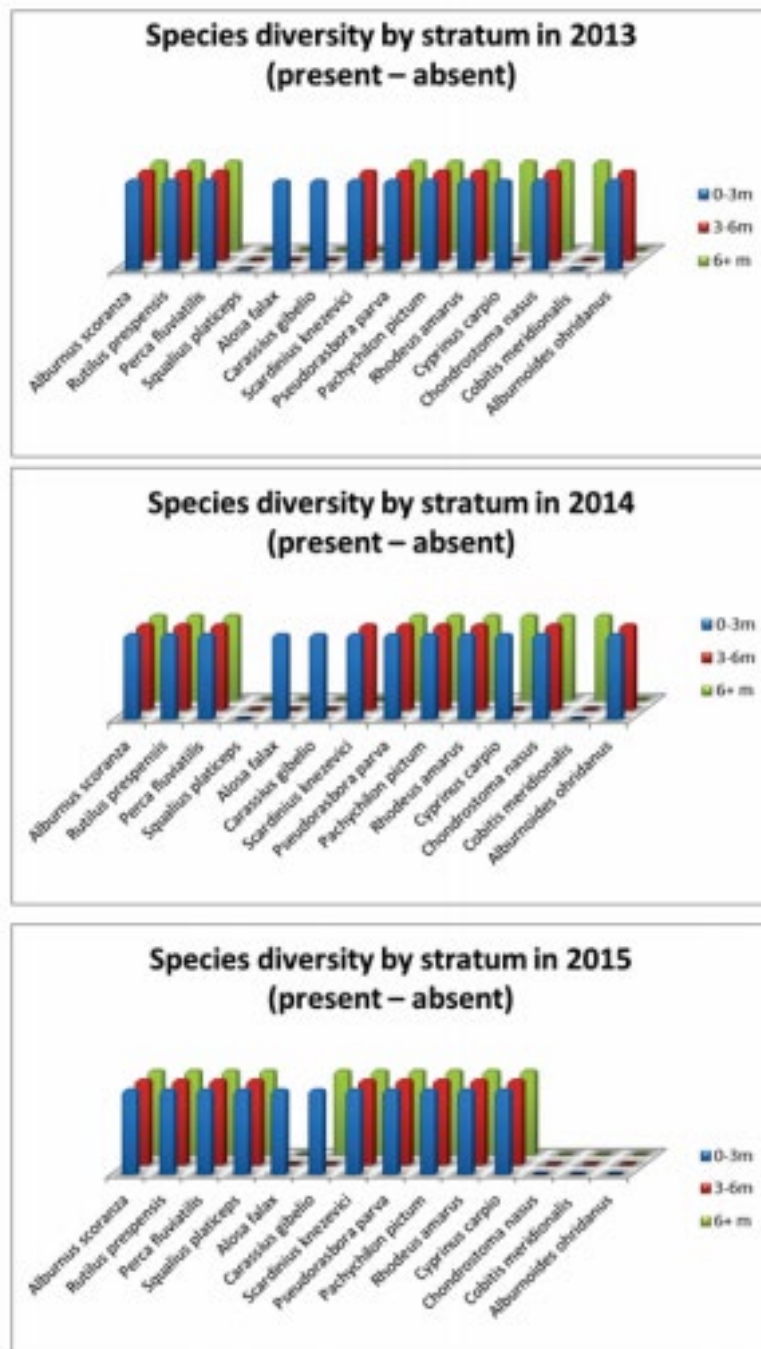 Species diversity by stratum in 2013
(present – absent)
0-3m
3-6m
6+ m
Alburnus scoranza
Rutilus prespensis
Perca fluviatilis
Squalius platiceps
Alosa falax
Carassius gibelio
Scardinius knezevici
Pseudorasbora parva
Pachychilon pictum
Rhodeus amarus
Cyprinus carpio
Chondrostoma nasus
Cobitis meridionalis
Alburnoides ohridanus
Species diversity by stratum in 2014
(present – absent)
0-3m
3-6m
6+ m
Alburnus scoranza
Rutilus prespensis
Perca fluviatilis
Squalius platiceps
Alosa falax
Carassius gibelio
Scardinius knezevici
Pseudorasbora parva
Pachychilon pictum
Rhodeus amarus
Cyprinus carpio
Chondrostoma nasus
Cobitis meridionalis
Alburnoides ohridanus
Species diversity by stratum in 2015
(present – absent)
0-3m
3-6m
6+ m
Alburnus scoranza
Rutilus prespensis
Perca fluviatilis
Squalius platiceps
Alosa falax
Carassius gibelio
Scardinius knezevici
Pseudorasbora parva
Pachychilon pictum
Rhodeus amarus
Cyprinus carpio
Chondrostoma nasus
Cobitis meridionalis
Alburnoides ohridanus